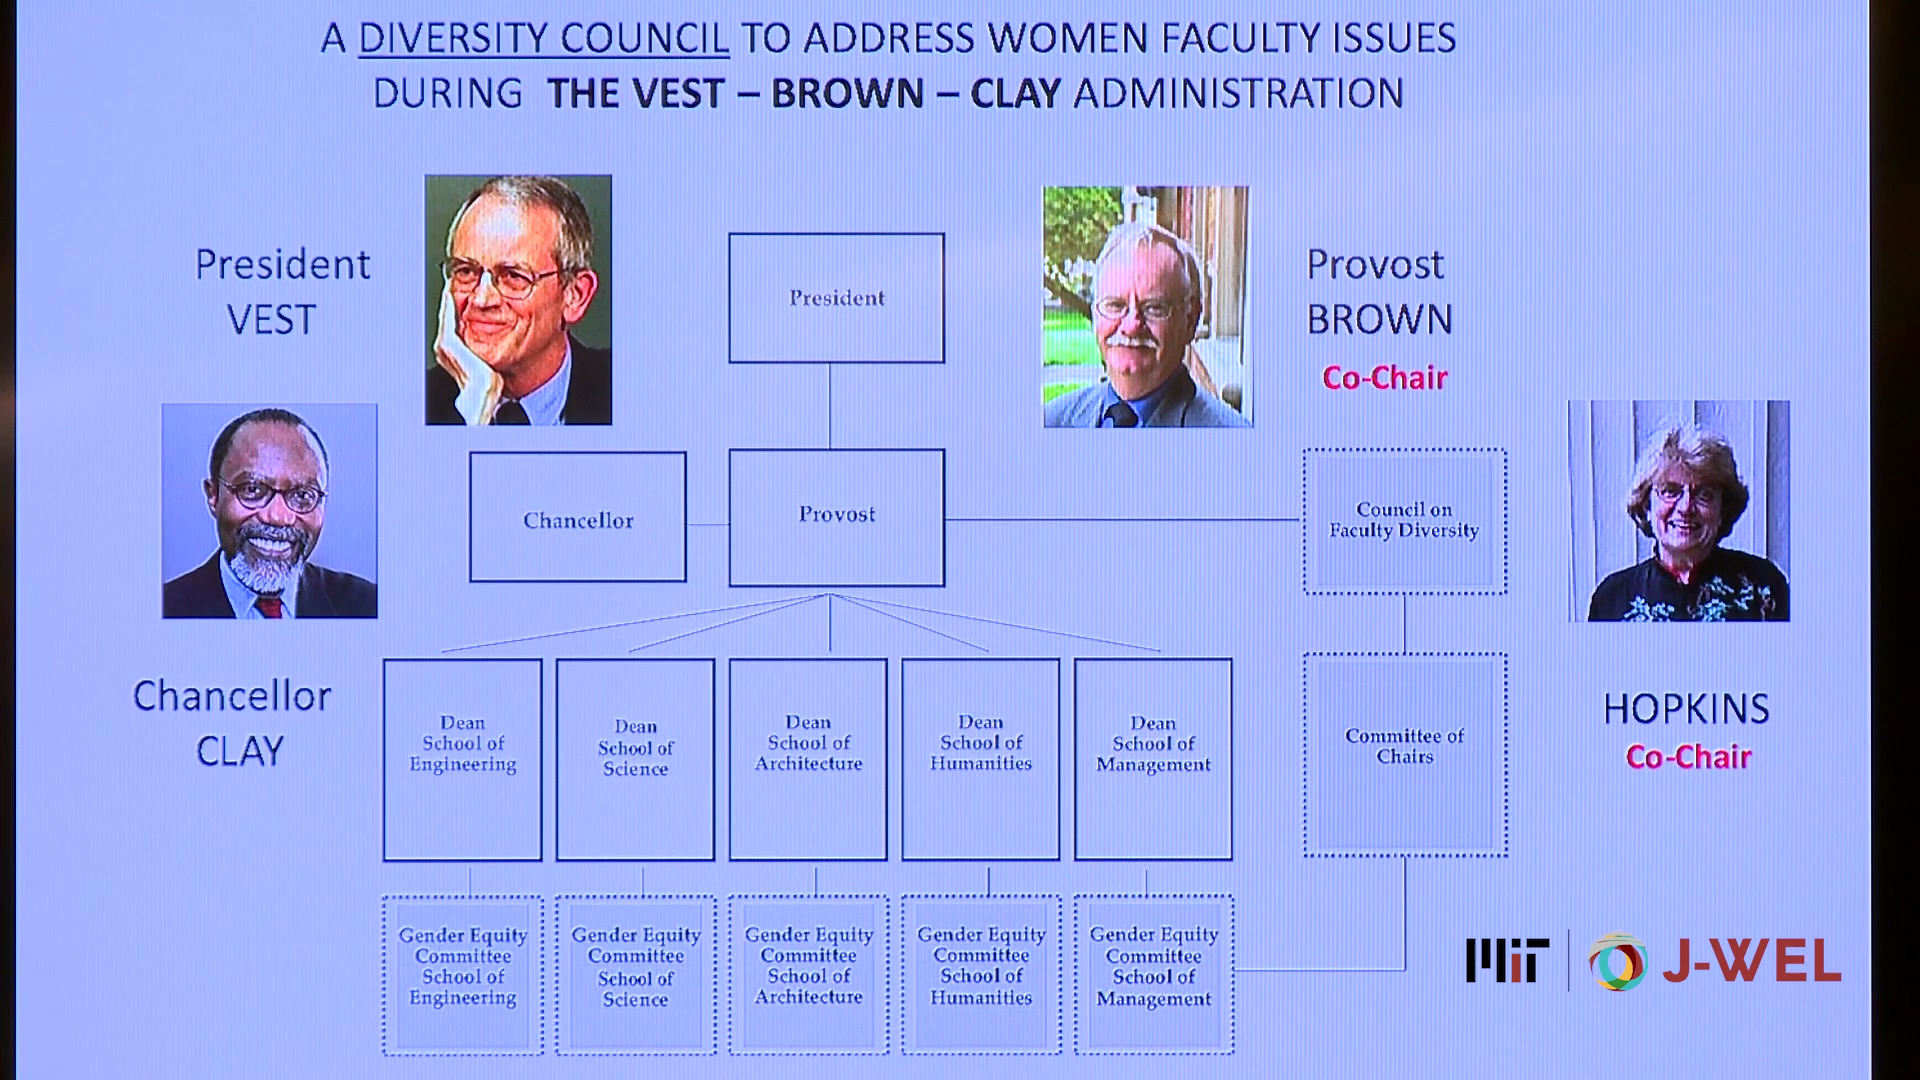 A DIVERSITY COUNCIL TO ADDRESS WOMEN FACULTY ISSUES
DURING THE VEST – BROWN – CLAY ADMINISTRATION
President
VEST
President
Provost
BROWN
Co-Chair
Chancellor
Provost
Council on
Faculty Diversity
Chancellor
CLAY
Dean
School of
Engineering
Dean
School of
Science
Dean
School of
Architecture
Dean
School of
Humanities
Dean
School of
Management
Committee of
Chairs
HOPKINS
Co-Chair
Gender Equity
Committee
School of
Engineering
Gender Equity
Committee
School of
Science
Gender Equity
Committee
School of
Architecture
Gender Equity
Committee
School of
Humanities
Gender Equity
Committee
School of
Management
MIT
J-WEL